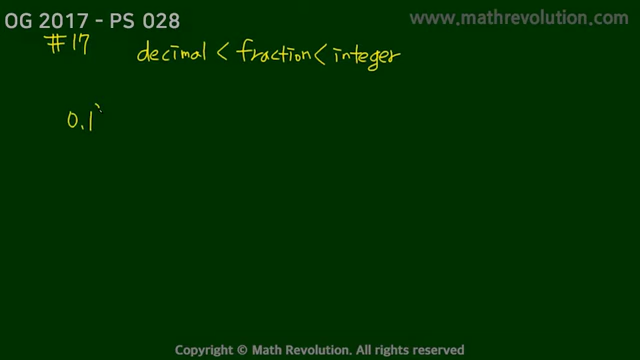 OG 2017 - PS 028
www.mathrevolution.com
#17
decimal < fraction < integer
0.1
Copyright © Math Revolution. All rights reserved